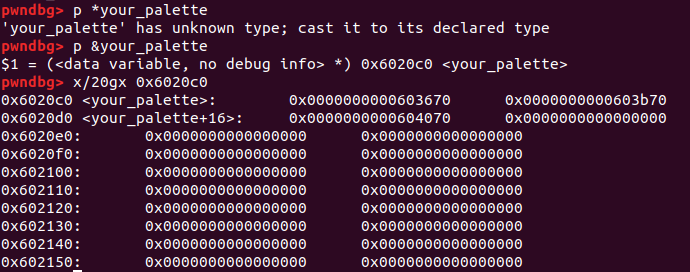 pwndbg> p *your_palette
'your_palette' has unknown type; cast it to its declared type
pwndbg> p &your_palette
$1 = (<data variable, no debug info> *) 0x6020c0 <your_palette>
pwndbg> x/20gx 0x6020c0
0x6020c0 <your_palette>: 0x0000000000603670 0x0000000000603b70
0x6020d0 <your_palette+16>: 0x0000000000604070 0x0000000000000000
0x6020e0: 0x0000000000000000 0x0000000000000000
0x6020f0: 0x0000000000000000 0x0000000000000000
0x602100: 0x0000000000000000 0x0000000000000000
0x602110: 0x0000000000000000 0x0000000000000000
0x602120: 0x0000000000000000 0x0000000000000000
0x602130: 0x0000000000000000 0x0000000000000000
0x602140: 0x0000000000000000 0x0000000000000000
0x602150: 0x0000000000000000 0x0000000000000000